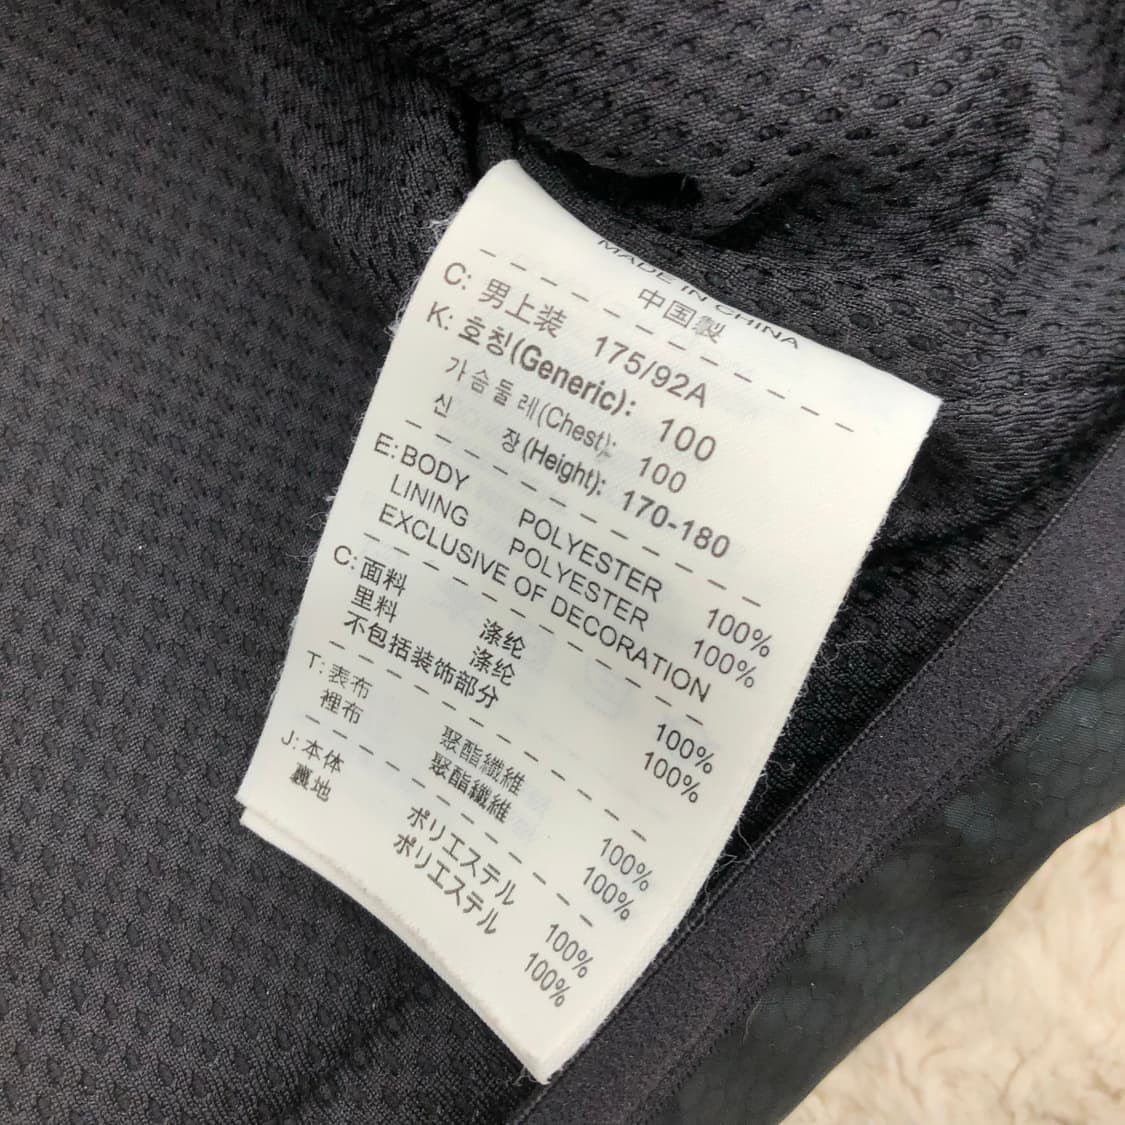 MADE IN CHINA
中国製
C: 男上装 175/92A
K: 호칭(Generic): 100
가슴둘레(Chest): 100
신 장(Height): 170-180
E: BODY POLYESTER 100%
LINING POLYESTER 100%
EXCLUSIVE OF DECORATION
C: 面料 涤纶 100%
里料 涤纶 100%
不包括装饰部分
T: 表布 聚酯纖維 100%
裡布 聚酯纖維 100%
J: 本体 ポリエステル 100%
裏地 ポリエステル 100%